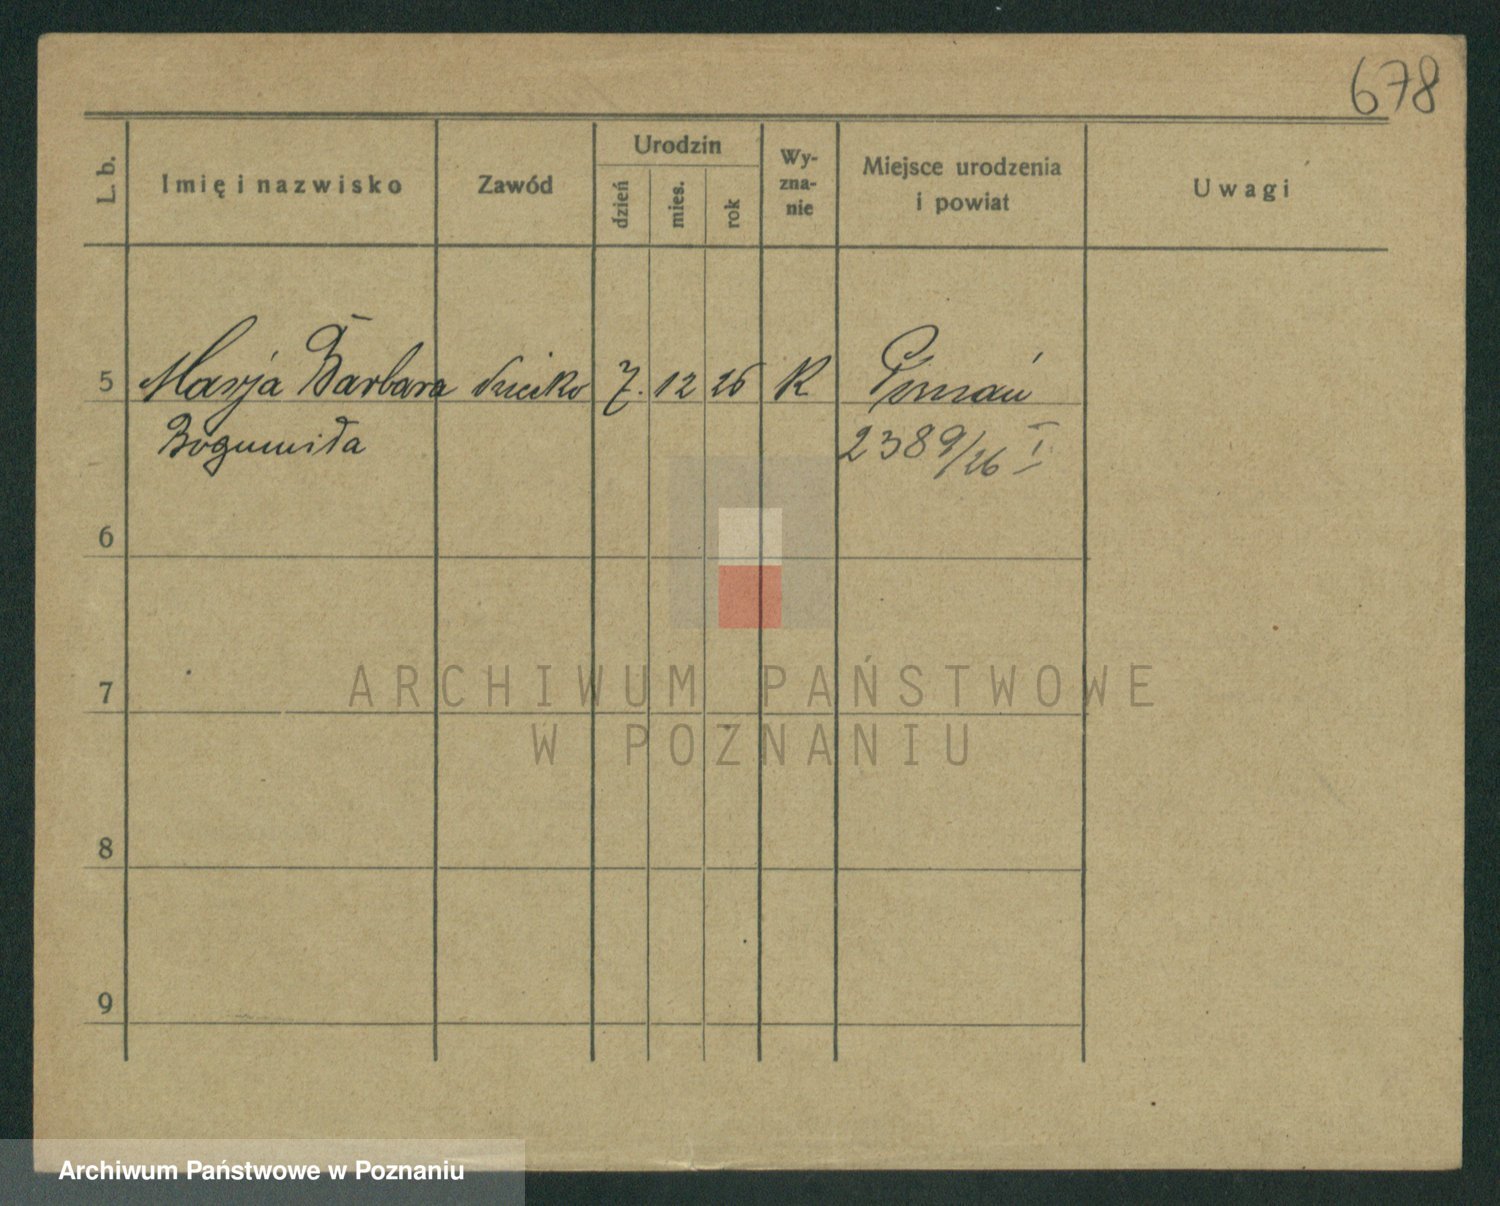 678
L. b.
Imię i nazwisko
Zawód
Urodzin
dzień
mies.
rok
Wy-
zna-
nie
Miejsce urodzenia
i powiat
Uwagi
5 Marja Barbara dziecko 7. 12 26 K. Poznań
Bogumiła 2389/26 I
6
7
8
9
ARCHIWUM PAŃSTWOWE
W POZNANIU
Archiwum Państwowe w Poznaniu